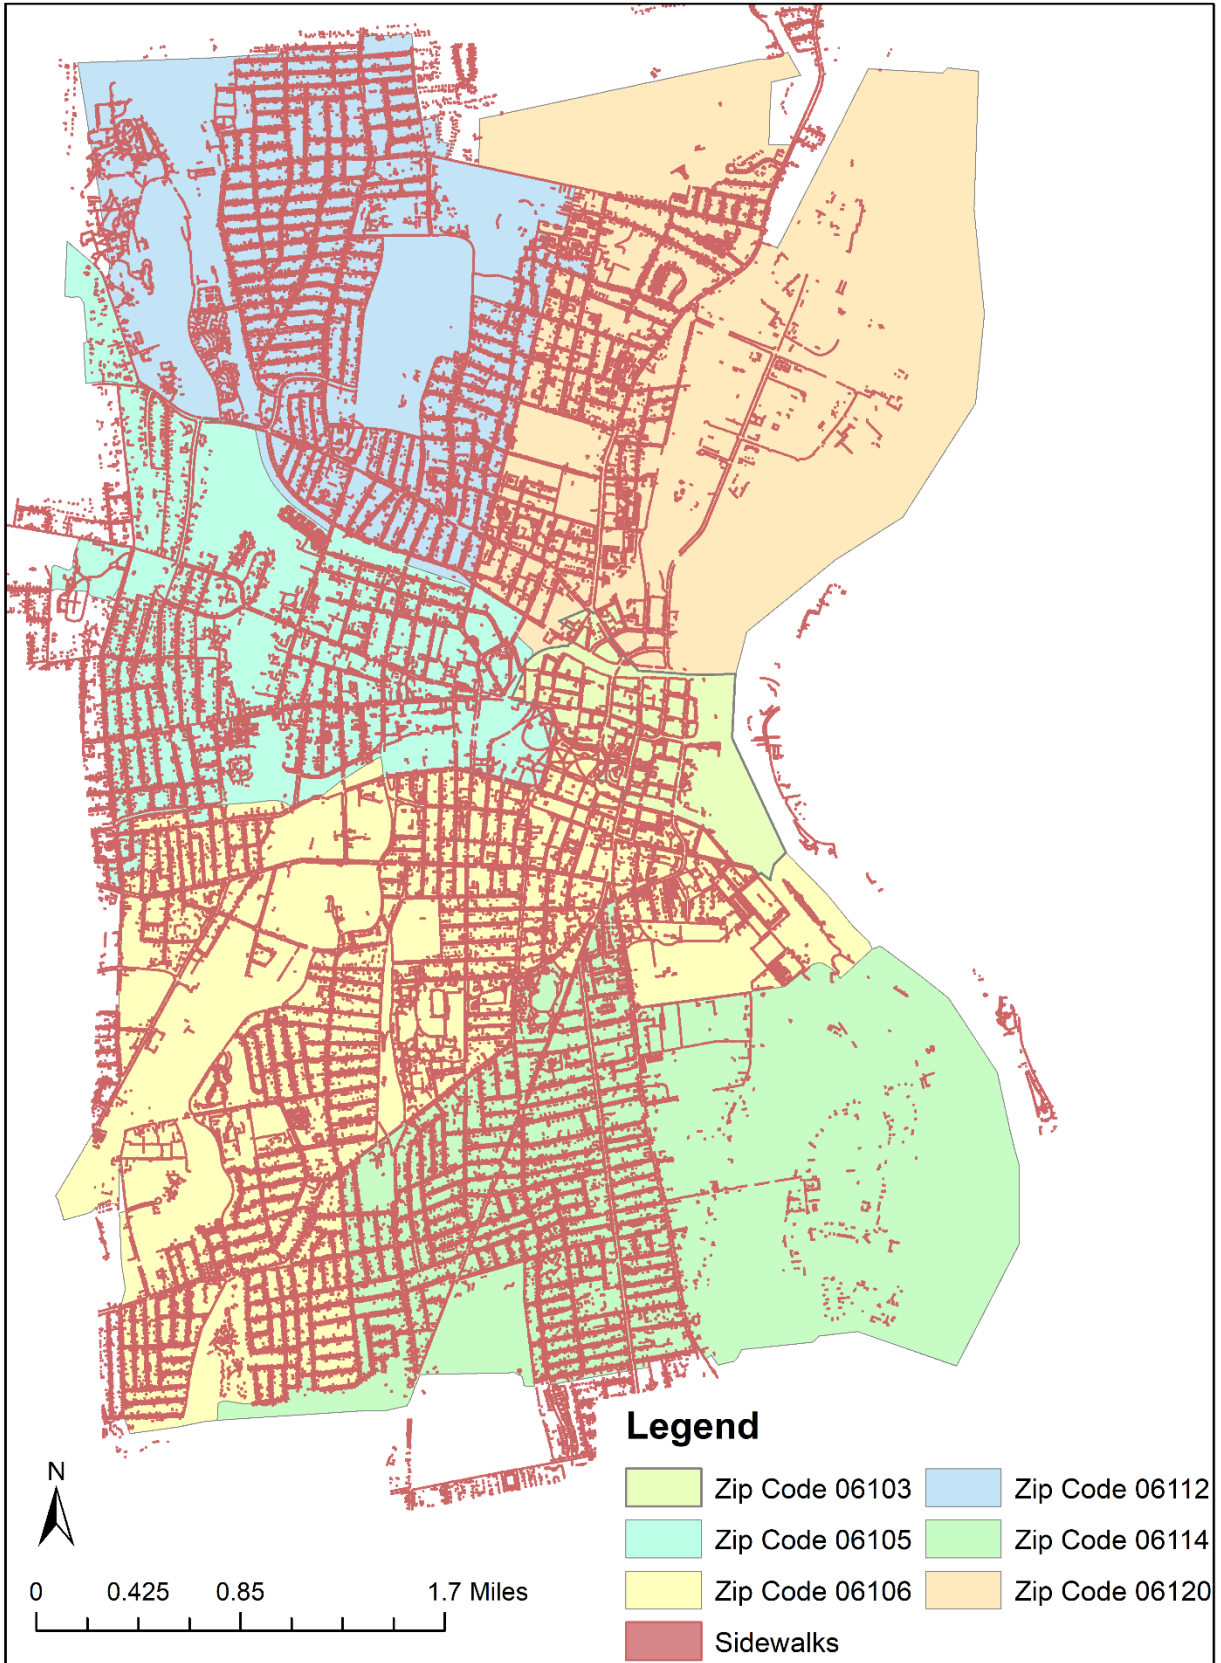 Legend
Zip Code 06103
Zip Code 06112
Zip Code 06105
Zip Code 06114
Zip Code 06106
Zip Code 06120
Sidewalks
N
0 0.425 0.85 1.7 Miles